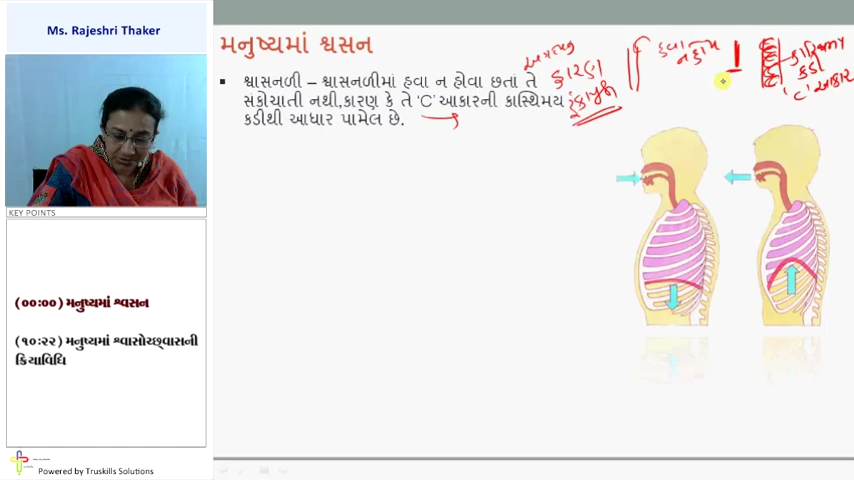 Ms. Rajeshri Thaker
KEY POINTS
(૦૦:૦૦) મનુષ્યમાં શ્વસન
(૧૦:૨૨) મનુષ્યમાં શ્વાસોચ્છ્વાસની
ક્રિયાવિધિ
Powered by Truskills Solutions
મનુષ્યમાં શ્વસન
શ્વાસનળી – શ્વાસનળીમાં હવા ન હોવા છતાં તે
સંકોચાતી નથી,કારણ કે તે 'C' આકારની કાસ્થિમય
કડીથી આધાર પામેલ છે.
કારણ
હવા
ન હોય
કાસ્થિમય
કડી
'C' આકાર